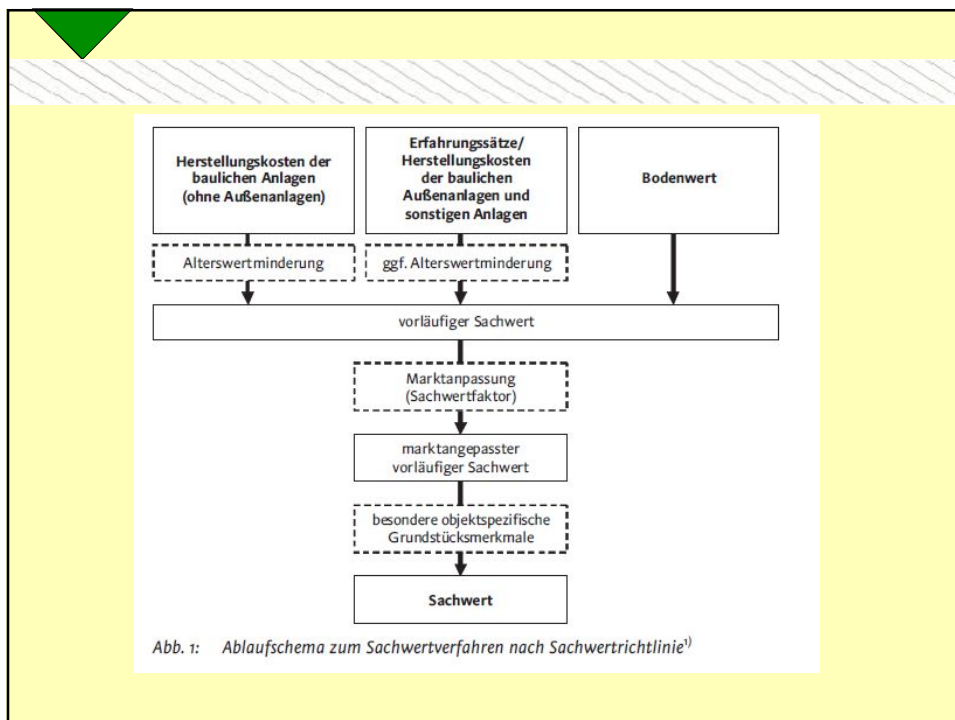 Herstellungskosten der
baulichen Anlagen
(ohne Außenanlagen)
Erfahrungssätze/
Herstellungskosten
der baulichen
Außenanlagen und
sonstigen Anlagen
Bodenwert
Alterswertminderung
ggf. Alterswertminderung
vorläufiger Sachwert
Marktanpassung
(Sachwertfaktor)
marktangepasster
vorläufiger Sachwert
besondere objektspezifische
Grundstücksmerkmale
Sachwert
Abb. 1: Ablaufschema zum Sachwertverfahren nach Sachwertrichtlinie¹⁾